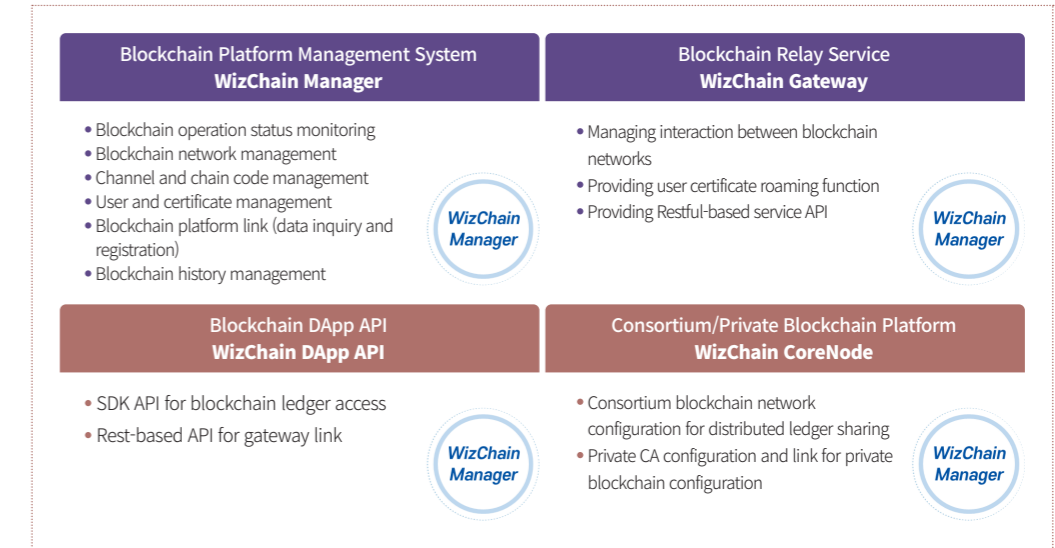 Blockchain Platform Management System
WizChain Manager
• Blockchain operation status monitoring
• Blockchain network management
• Channel and chain code management
• User and certificate management
• Blockchain platform link (data inquiry and
registration)
• Blockchain history management
WizChain
Manager
Blockchain Relay Service
WizChain Gateway
• Managing interaction between blockchain
networks
• Providing user certificate roaming function
• Providing Restful-based service API
WizChain
Manager
Blockchain DApp API
WizChain DApp API
• SDK API for blockchain ledger access
• Rest-based API for gateway link
WizChain
Manager
Consortium/Private Blockchain Platform
WizChain CoreNode
• Consortium blockchain network
configuration for distributed ledger sharing
• Private CA configuration and link for private
blockchain configuration
WizChain
Manager